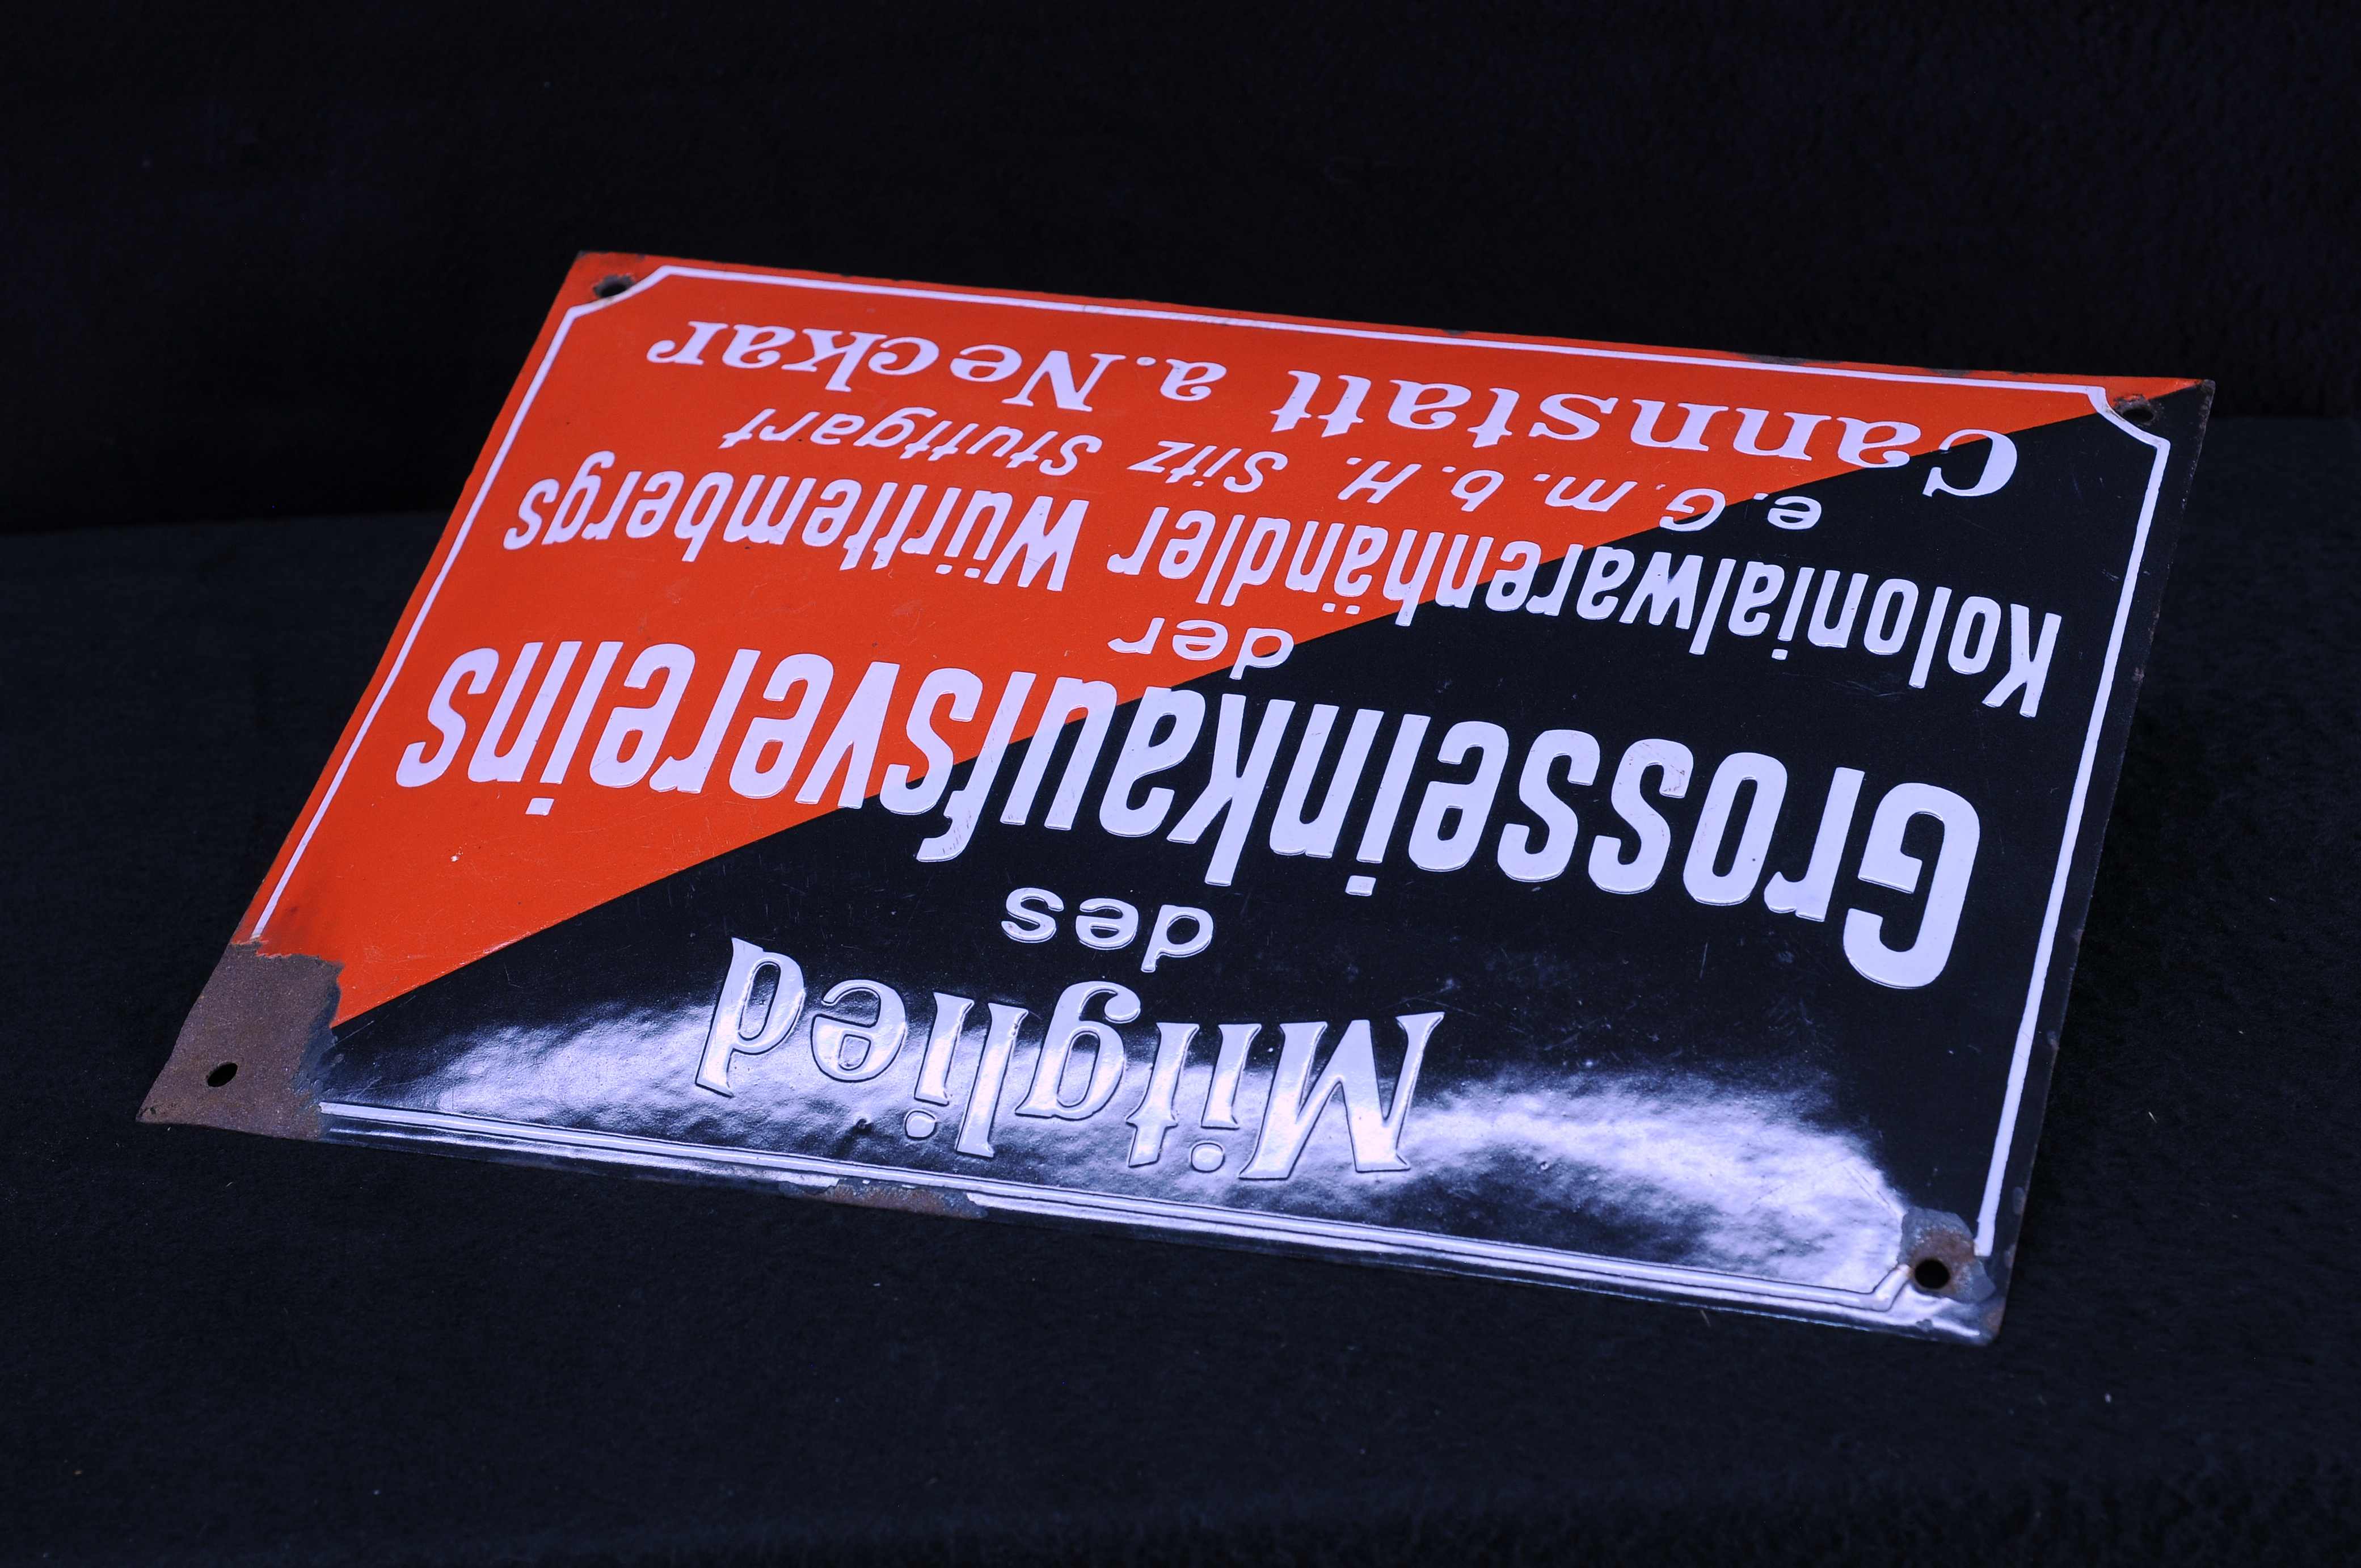 Mitglied
des
Grosseinkaufsvereins
der
Kolonialwarenhändler Württembergs
e.G.m.b.H. Sitz Stuttgart
Cannstatt a.Neckar